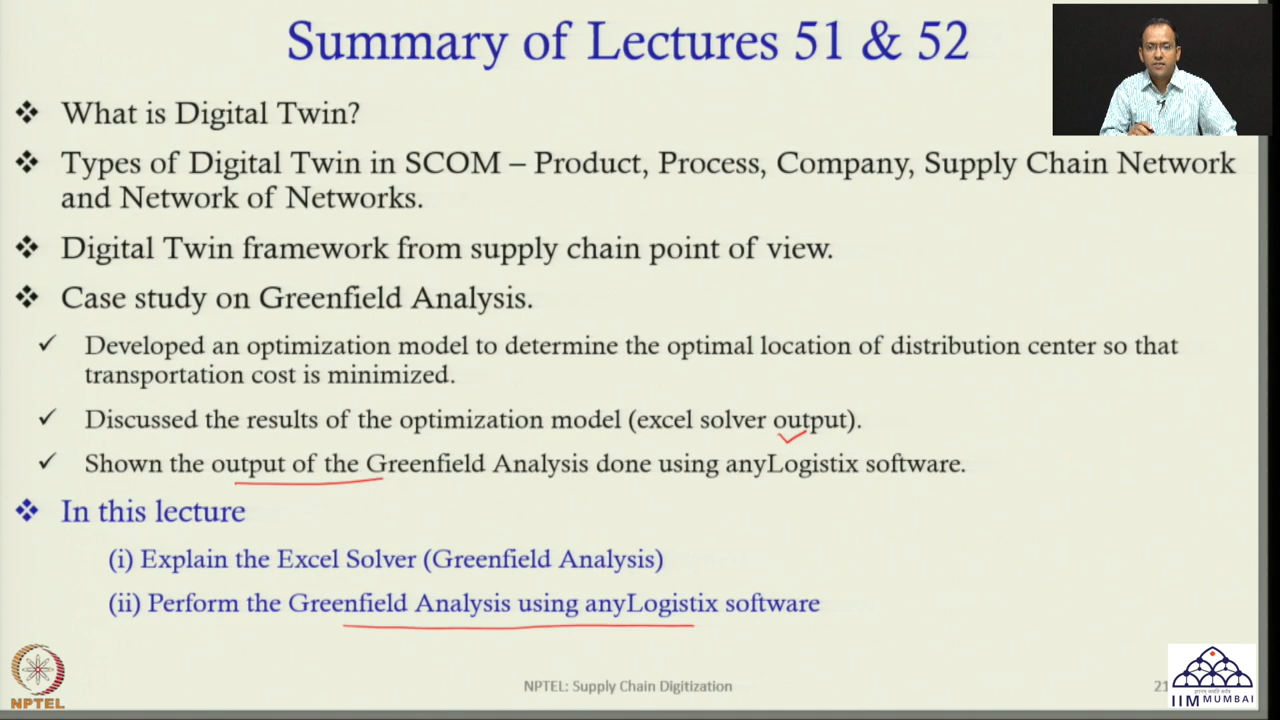 Summary of Lectures 51 & 52
❖ What is Digital Twin?
❖ Types of Digital Twin in SCOM – Product, Process, Company, Supply Chain Network
and Network of Networks.
❖ Digital Twin framework from supply chain point of view.
❖ Case study on Greenfield Analysis.
✓ Developed an optimization model to determine the optimal location of distribution center so that
transportation cost is minimized.
✓ Discussed the results of the optimization model (excel solver output).
✓ Shown the output of the Greenfield Analysis done using anyLogistix software.
❖ In this lecture
(i) Explain the Excel Solver (Greenfield Analysis)
(ii) Perform the Greenfield Analysis using anyLogistix software
NPTEL
NPTEL: Supply Chain Digitization
21
IIM MUMBAI